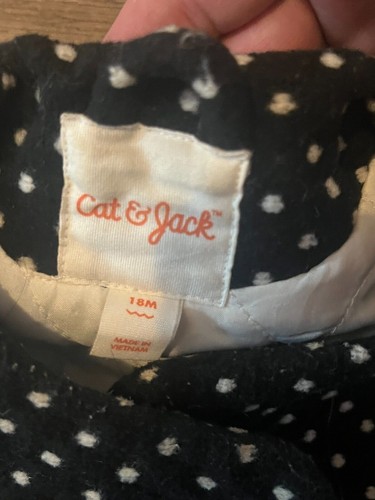 Cat & Jack™
18M
MADE IN
VIETNAM